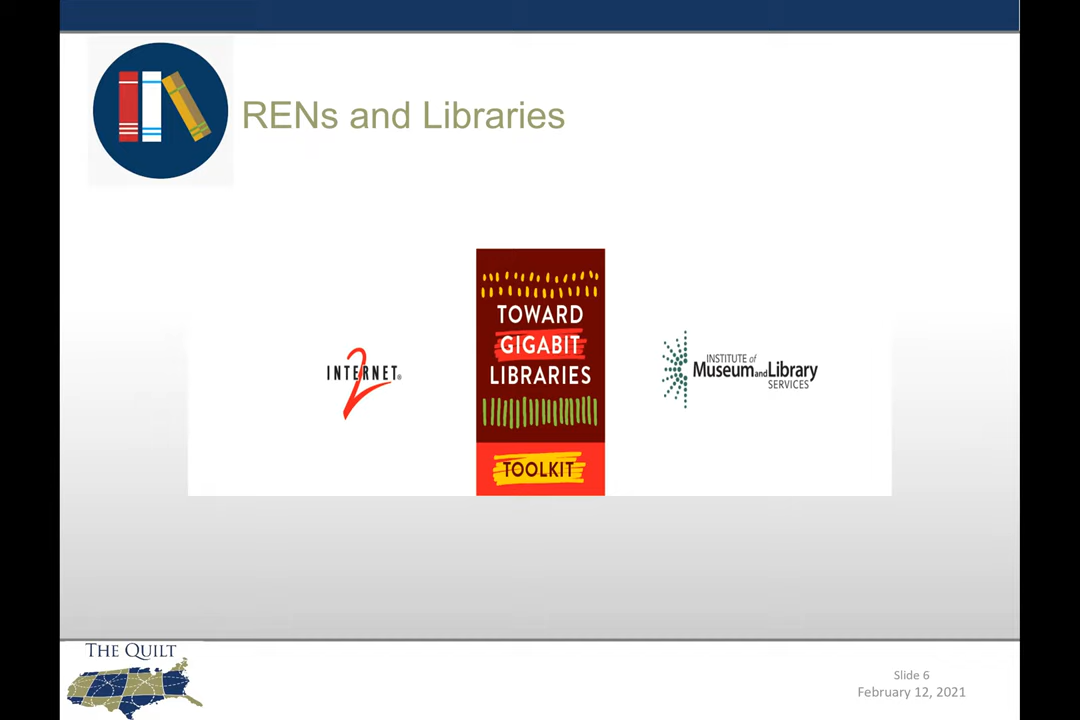 RENs and Libraries
TOWARD
GIGABIT
LIBRARIES
TOOLKIT
INTERNET®
2
INSTITUTE of
Museum and Library
SERVICES
THE QUILT
Slide 6
February 12, 2021